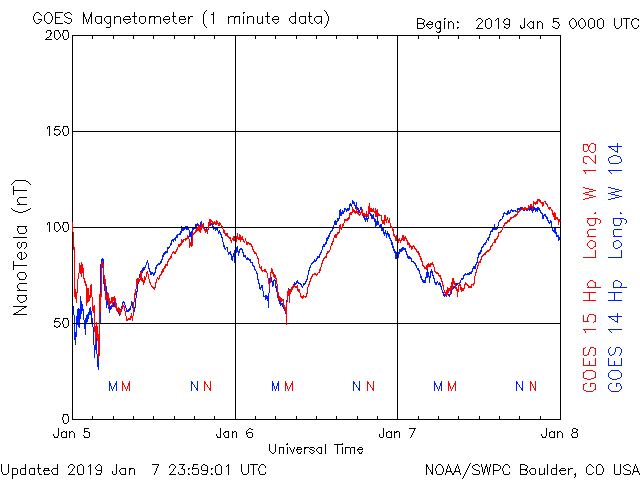 GOES Magnetometer (1 minute data)
Begin: 2019 Jan 5 0000 UTC
200
150
100
50
0
NanoTesla (nT)
M M N N M M N N M M N N
Jan 5 Jan 6 Jan 7 Jan 8
Universal Time
GOES 15 Hp Long. W 128
GOES 14 Hp Long. W 104
Updated 2019 Jan 7 23:59:01 UTC
NOAA/SWPC Boulder, CO USA